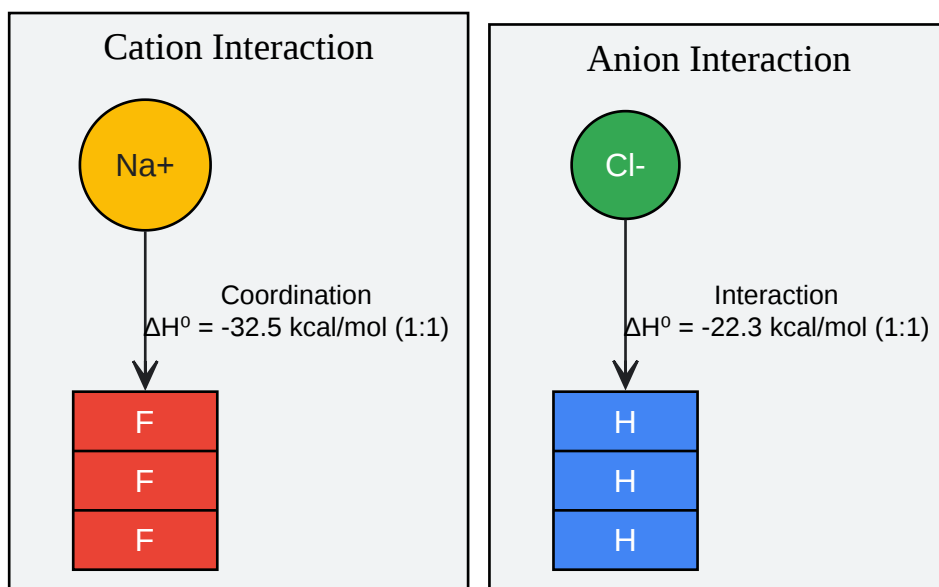 Cation Interaction
Na+
Coordination
ΔH⁰ = -32.5 kcal/mol (1:1)
F
F
F
Anion Interaction
Cl-
Interaction
ΔH⁰ = -22.3 kcal/mol (1:1)
H
H
H